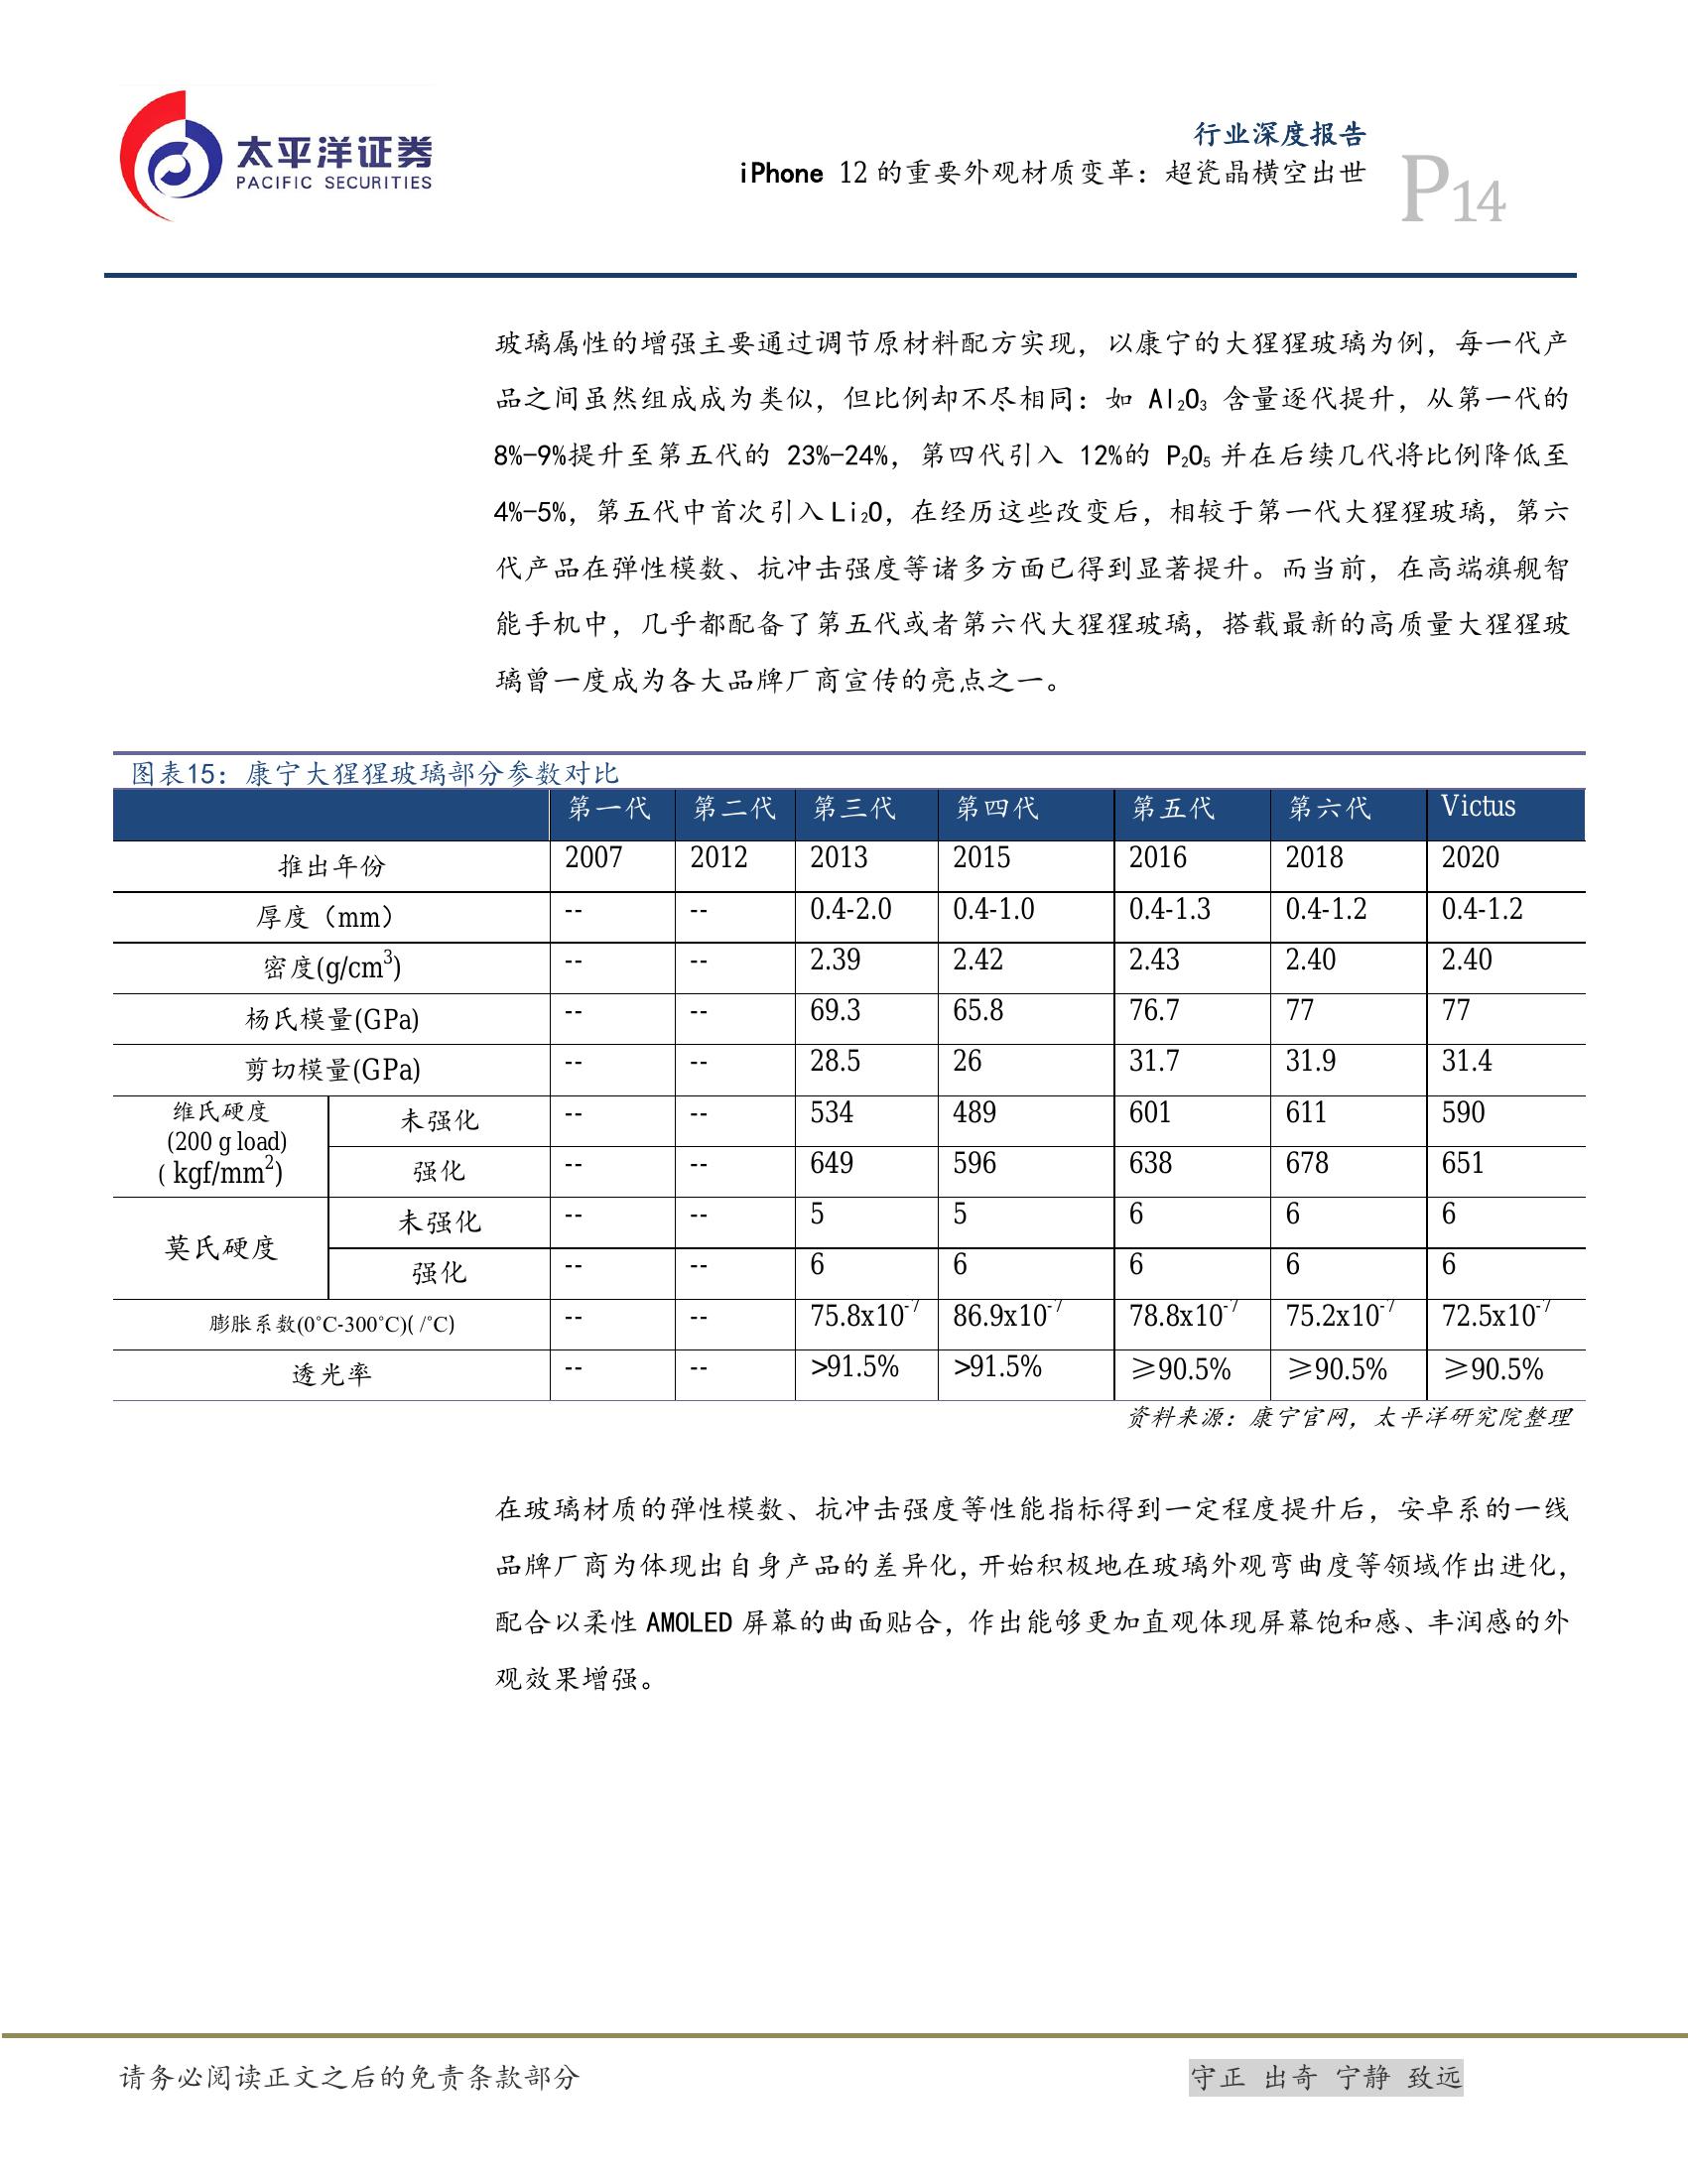 太平洋证券
PACIFIC SECURITIES
行业深度报告
iPhone 12 的重要外观材质变革：超瓷晶横空出世
P14
玻璃属性的增强主要通过调节原材料配方实现，以康宁的大猩猩玻璃为例，每一代产
品之间虽然组成成为类似，但比例却不尽相同：如 Al₂O₃ 含量逐代提升，从第一代的
8%-9%提升至第五代的 23%-24%，第四代引入 12%的 P₂O₅ 并在后续几代将比例降低至
4%-5%，第五代中首次引入 Li₂O，在经历这些改变后，相较于第一代大猩猩玻璃，第六
代产品在弹性模数、抗冲击强度等诸多方面已得到显著提升。而当前，在高端旗舰智
能手机中，几乎都配备了第五代或者第六代大猩猩玻璃，搭载最新的高质量大猩猩玻
璃曾一度成为各大品牌厂商宣传的亮点之一。
图表15：康宁大猩猩玻璃部分参数对比
第一代 第二代 第三代 第四代 第五代 第六代 Victus
推出年份 2007 2012 2013 2015 2016 2018 2020
厚度（mm） -- -- 0.4-2.0 0.4-1.0 0.4-1.3 0.4-1.2 0.4-1.2
密度(g/cm³) -- -- 2.39 2.42 2.43 2.40 2.40
杨氏模量(GPa) -- -- 69.3 65.8 76.7 77 77
剪切模量(GPa) -- -- 28.5 26 31.7 31.9 31.4
维氏硬度
(200 g load)
( kgf/mm²)
未强化 -- -- 534 489 601 611 590
强化 -- -- 649 596 638 678 651
莫氏硬度
未强化 -- -- 5 5 6 6 6
强化 -- -- 6 6 6 6 6
膨胀系数(0°C-300°C)( /°C) -- -- 75.8x10⁻⁷ 86.9x10⁻⁷ 78.8x10⁻⁷ 75.2x10⁻⁷ 72.5x10⁻⁷
透光率 -- -- >91.5% >91.5% ≥90.5% ≥90.5% ≥90.5%
资料来源：康宁官网，太平洋研究院整理
在玻璃材质的弹性模数、抗冲击强度等性能指标得到一定程度提升后，安卓系的一线
品牌厂商为体现出自身产品的差异化，开始积极地在玻璃外观弯曲度等领域作出进化，
配合以柔性 AMOLED 屏幕的曲面贴合，作出能够更加直观体现屏幕饱和感、丰润感的外
观效果增强。
请务必阅读正文之后的免责条款部分
守正 出奇 宁静 致远